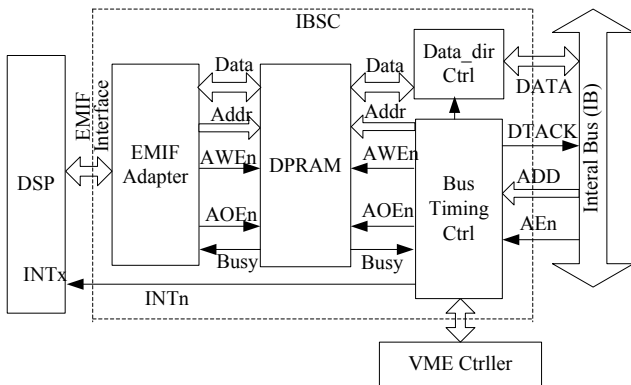 IBSC
Data
Data
Data_dir
Ctrl
DATA
EMIF
Interface
Addr
Addr
DTACK
DSP
EMIF
Adapter
DPRAM
AWEn
AWEn
ADD
Bus
Timing
Ctrl
Interal Bus (IB)
AOEn
AOEn
AEn
Busy
Busy
INTx
INTn
VME Ctrller